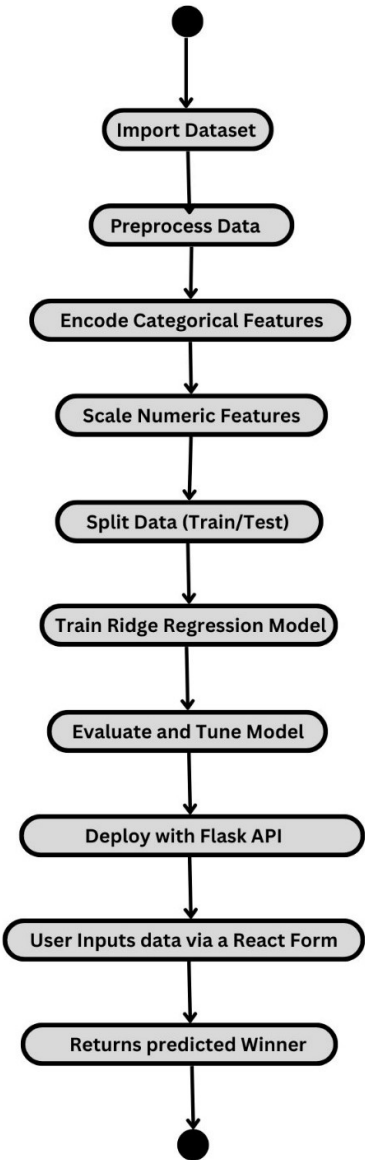 Import Dataset
Preprocess Data
Encode Categorical Features
Scale Numeric Features
Split Data (Train/Test)
Train Ridge Regression Model
Evaluate and Tune Model
Deploy with Flask API
User Inputs data via a React Form
Returns predicted Winner